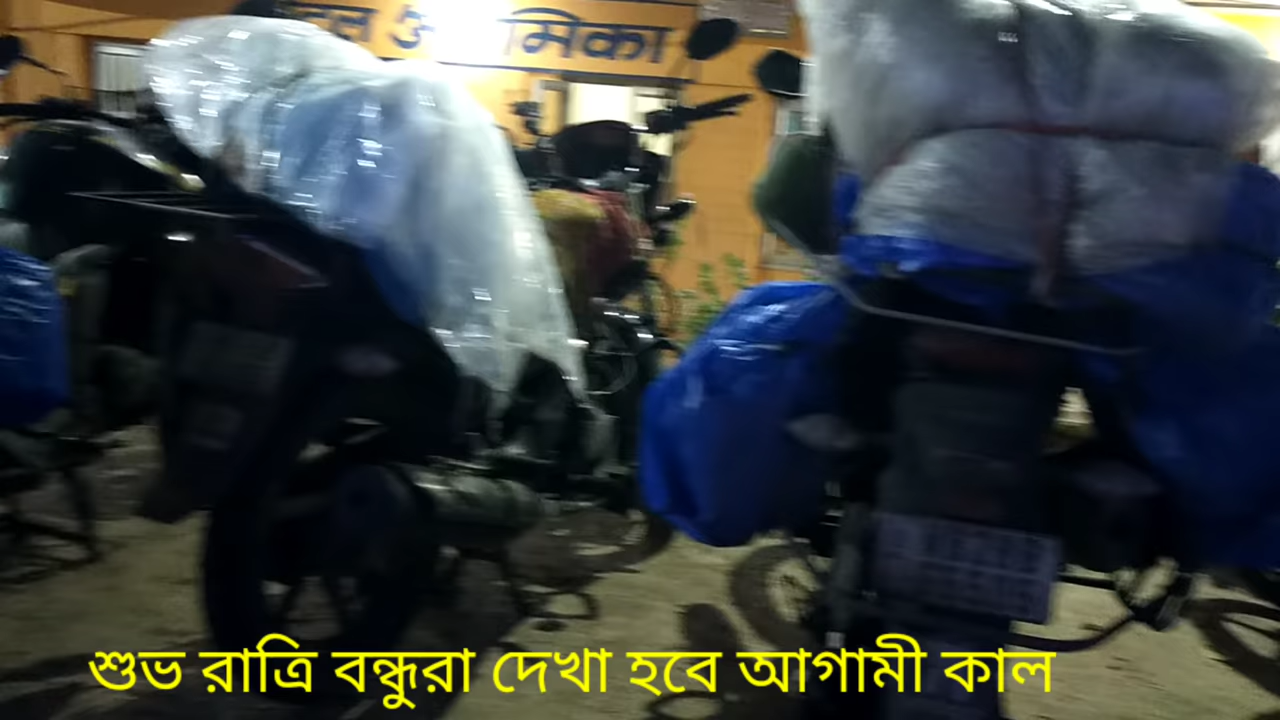 मिका
শুভ রাত্রি বন্ধুরা দেখা হবে আগামী কাল